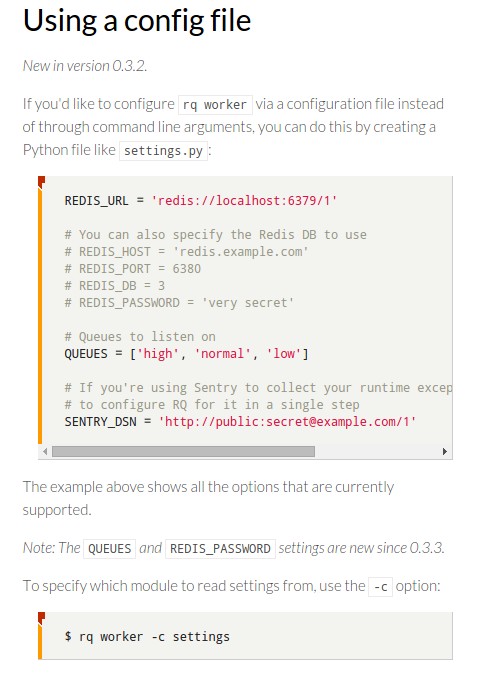 Using a config file
New in version 0.3.2.
If you'd like to configure rq worker via a configuration file instead
of through command line arguments, you can do this by creating a
Python file like settings.py:
REDIS_URL = 'redis://localhost:6379/1'
# You can also specify the Redis DB to use
# REDIS_HOST = 'redis.example.com'
# REDIS_PORT = 6380
# REDIS_DB = 3
# REDIS_PASSWORD = 'very secret'
# Queues to listen on
QUEUES = ['high', 'normal', 'low']
# If you're using Sentry to collect your runtime excep
# to configure RQ for it in a single step
SENTRY_DSN = 'http://public:secret@example.com/1'
The example above shows all the options that are currently
supported.
Note: The QUEUES and REDIS_PASSWORD settings are new since 0.3.3.
To specify which module to read settings from, use the -c option:
$ rq worker -c settings